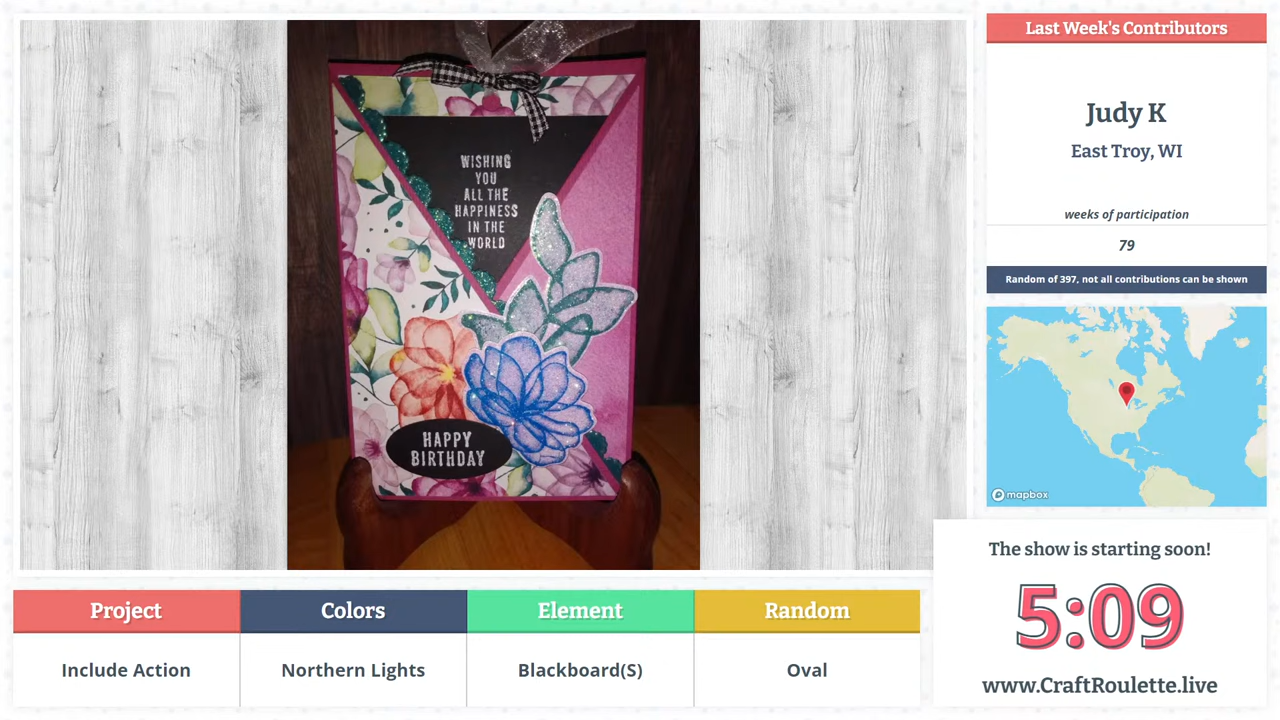 WISHING
YOU
ALL THE
HAPPINESS
IN THE
WORLD
HAPPY
BIRTHDAY
Last Week's Contributors
Judy K
East Troy, WI
weeks of participation
79
Random of 397, not all contributions can be shown
mapbox
The show is starting soon!
5:09
www.CraftRoulette.live
Project
Colors
Element
Random
Include Action
Northern Lights
Blackboard(S)
Oval